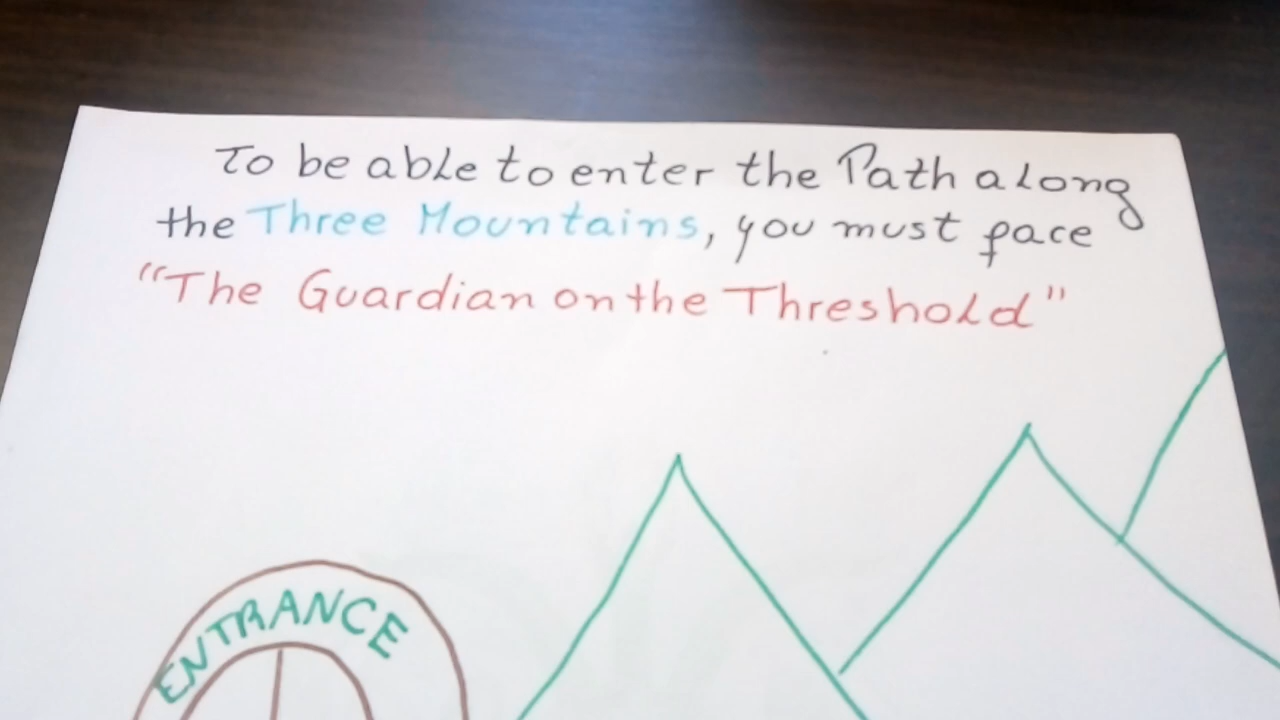 To be able to enter the Path along
the Three Mountains, you must face
“The Guardian on the Threshold"
ENTRANCE